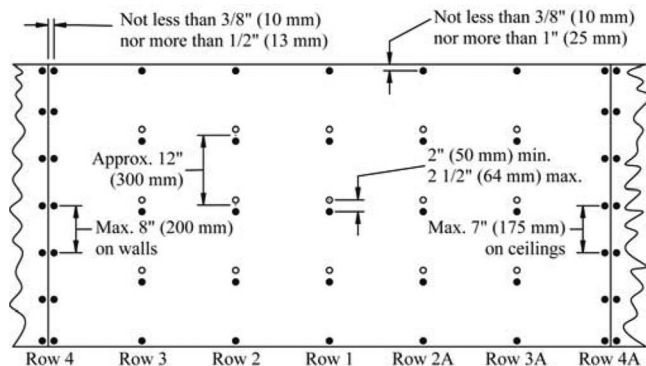 Not less than 3/8" (10 mm)
nor more than 1/2" (13 mm)
Not less than 3/8" (10 mm)
nor more than 1" (25 mm)
Approx. 12"
(300 mm)
2" (50 mm) min.
2 1/2" (64 mm) max.
Max. 8" (200 mm)
on walls
Max. 7" (175 mm)
on ceilings
Row 4 Row 3 Row 2 Row 1 Row 2A Row 3A Row 4A